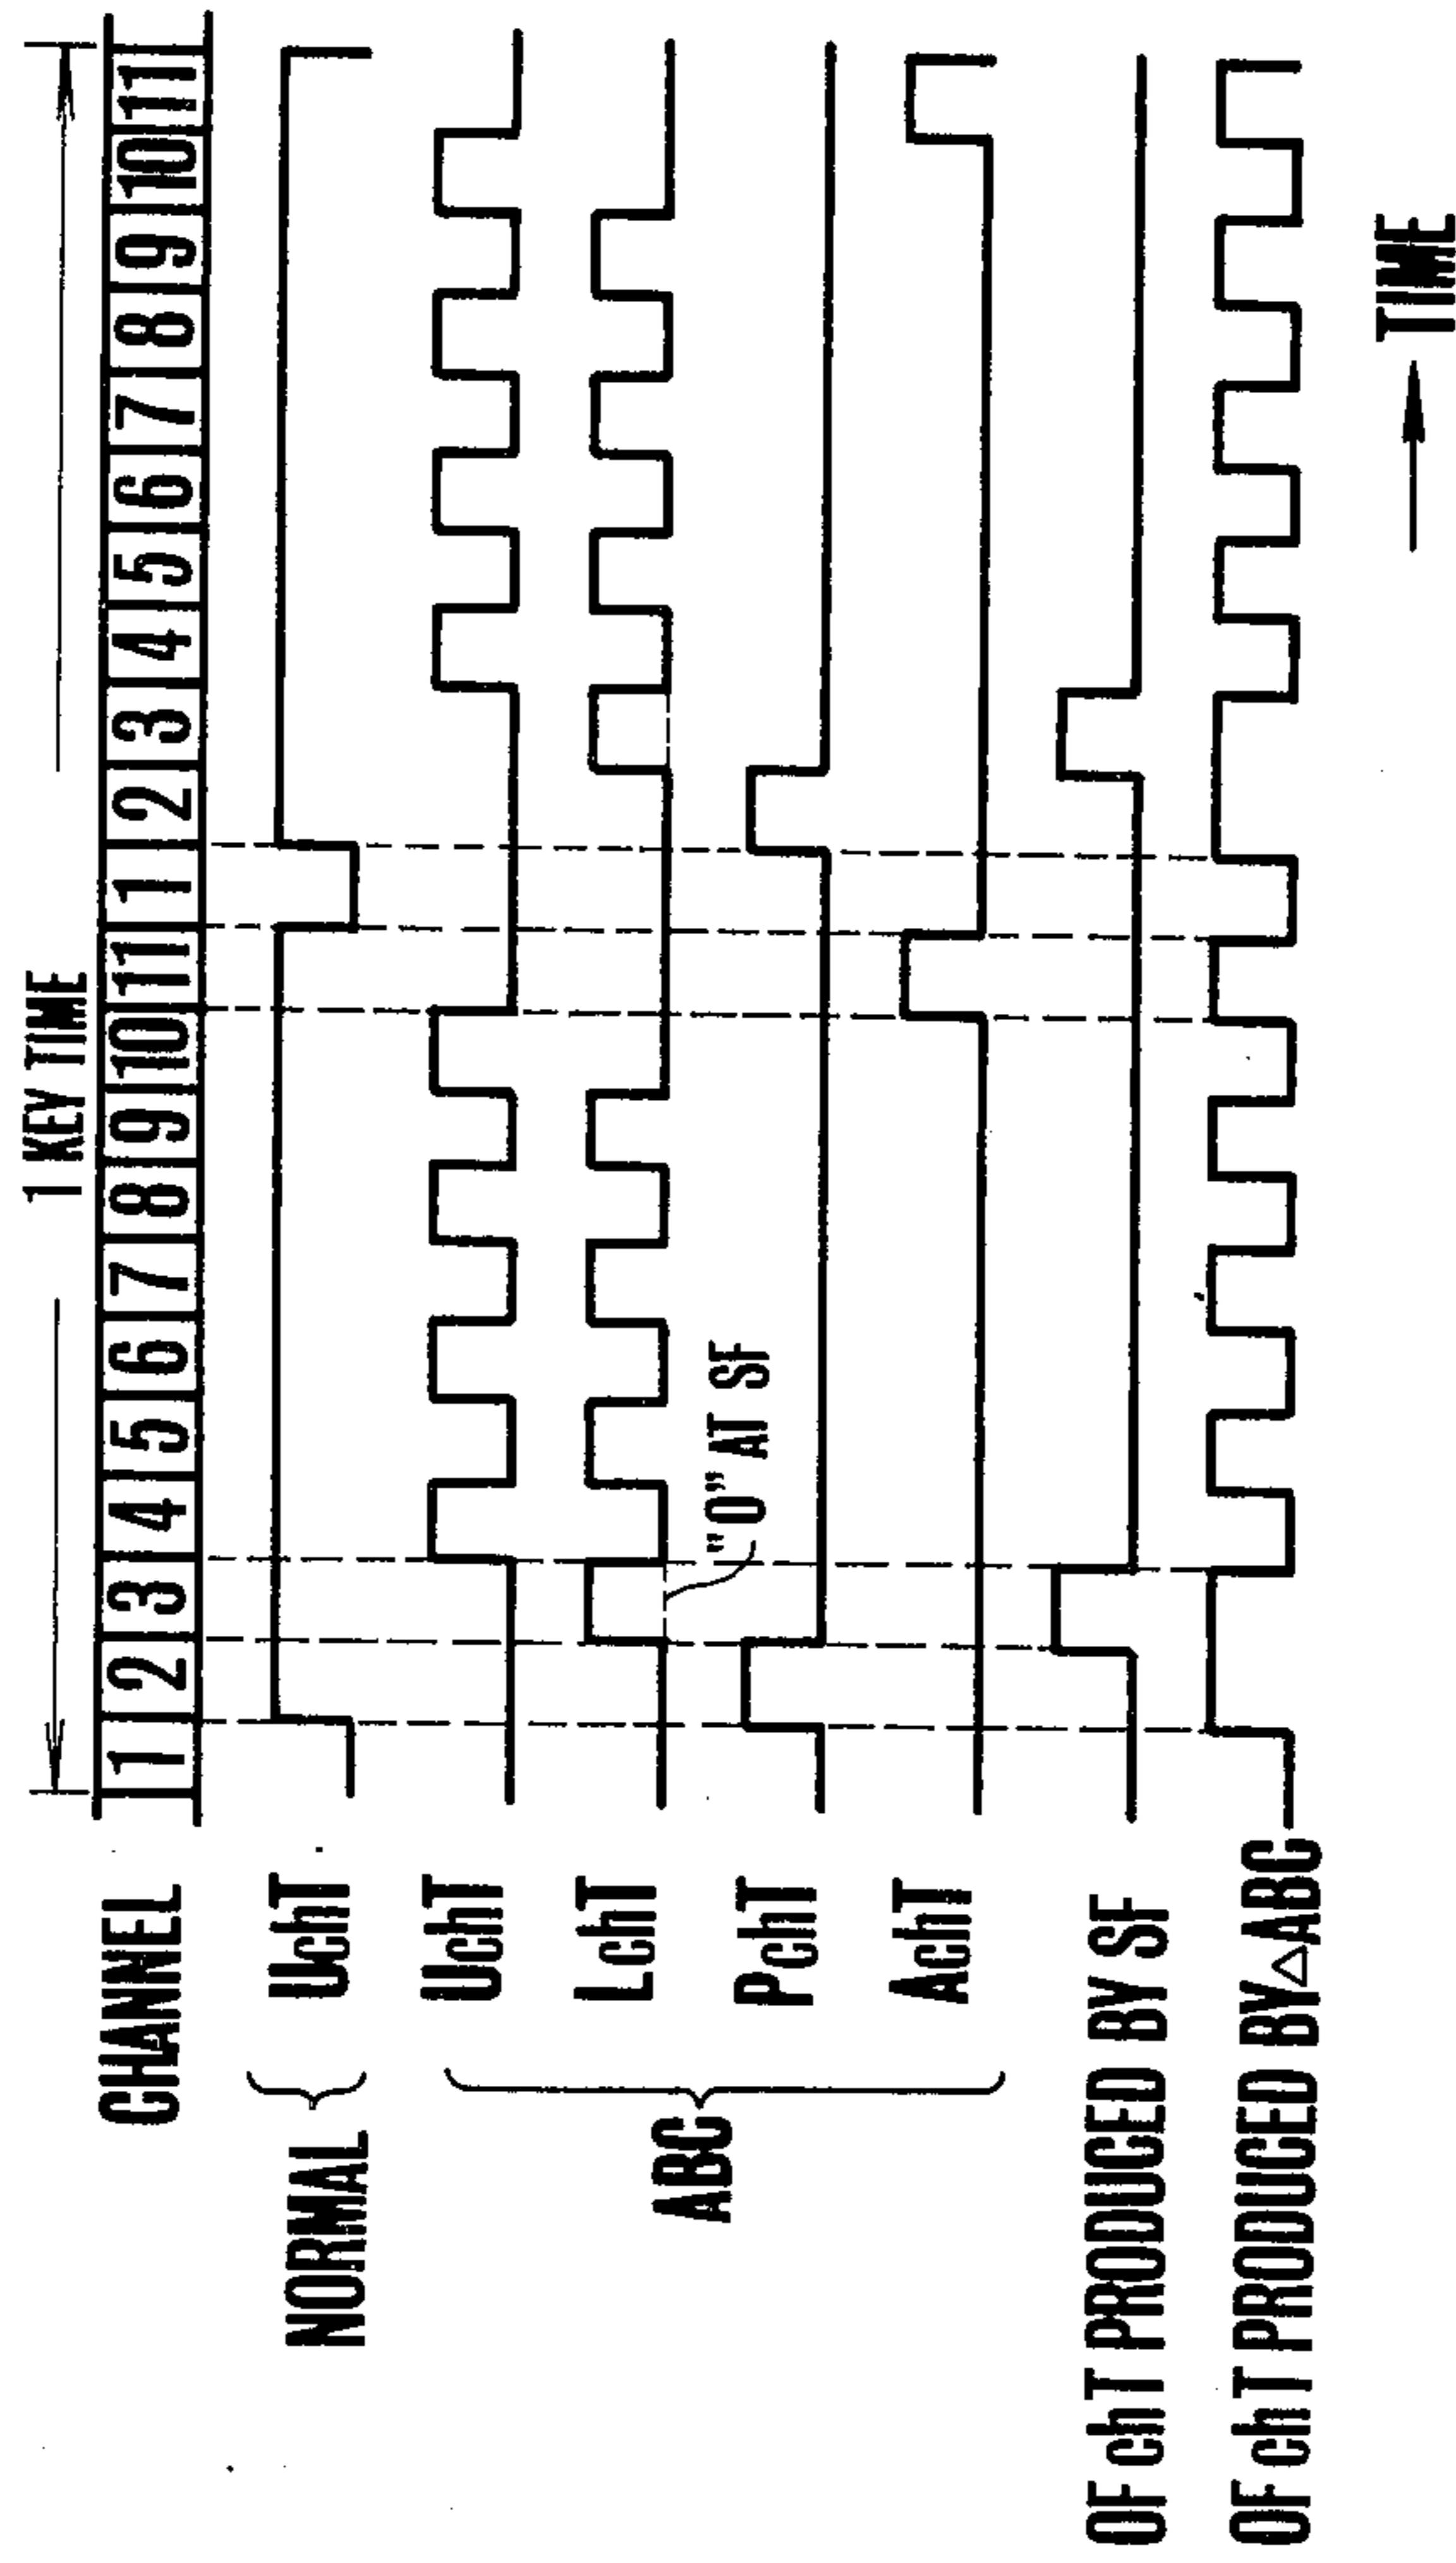 1 KEY TIME
CHANNEL 1 2 3 4 5 6 7 8 9 10 11 1 2 3 4 5 6 7 8 9 10 11
NORMAL UchT
UchT
LchT
ABC
"0" AT SF
PchT
AchT
OF chT PRODUCED BY SF
OF chT PRODUCED BY△ABC
TIME